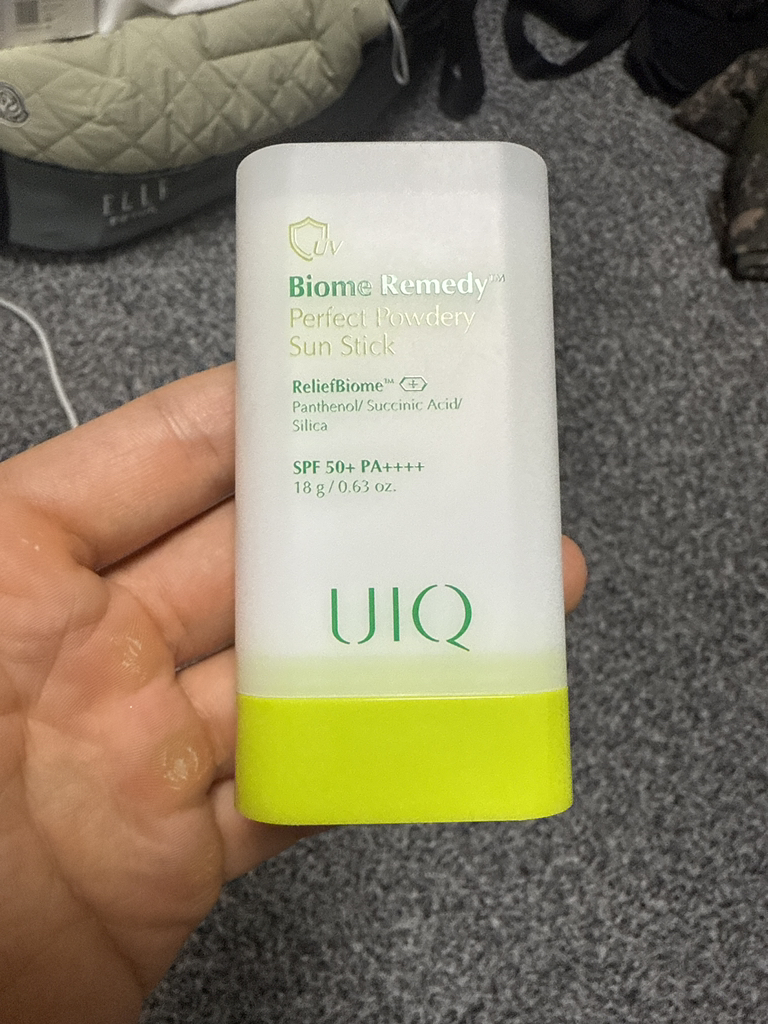 ELLE
UV
Biome Remedy™
Perfect Powdery
Sun Stick
ReliefBiome™
Panthenol/ Succinic Acid/
Silica
SPF 50+ PA++++
18 g / 0.63 oz.
UIQ